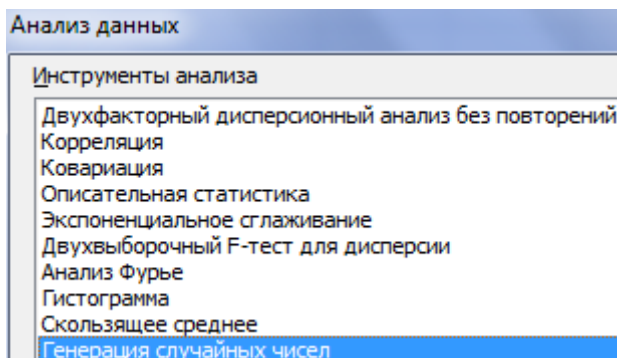 Анализ данных
Инструменты анализа
Двухфакторный дисперсионный анализ без повторений
Корреляция
Ковариация
Описательная статистика
Экспоненциальное сглаживание
Двухвыборочный F-тест для дисперсии
Анализ Фурье
Гистограмма
Скользящее среднее
Генерация случайных чисел